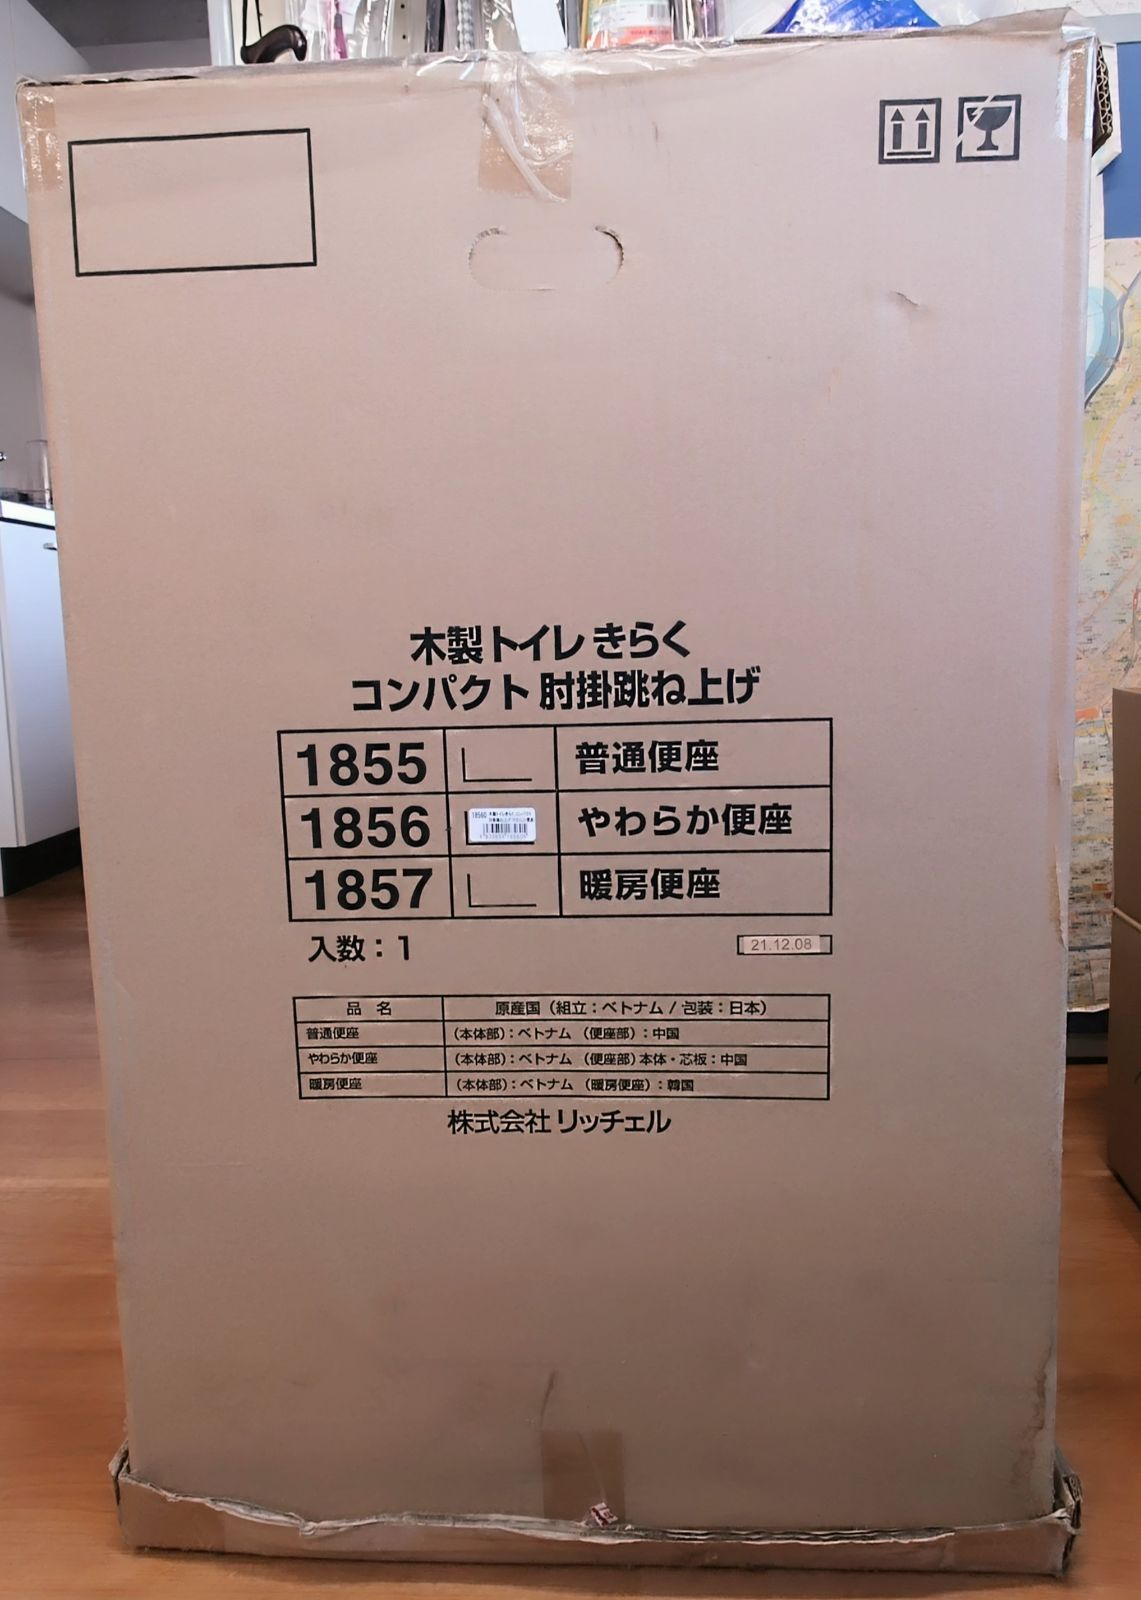 木製トイレきらく
コンパクト 肘掛跳ね上げ
1855 普通便座
1856 18560 やわらか便座
1857 暖房便座
入数：1 21.12.08
品 名 原産国（組立：ベトナム / 包装：日本）
普通便座 （本体部）：ベトナム （便座部）：中国
やわらか便座 （本体部）：ベトナム （便座部）本体・芯板：中国
暖房便座 （本体部）：ベトナム （暖房便座）：韓国
株式会社 リッチェル